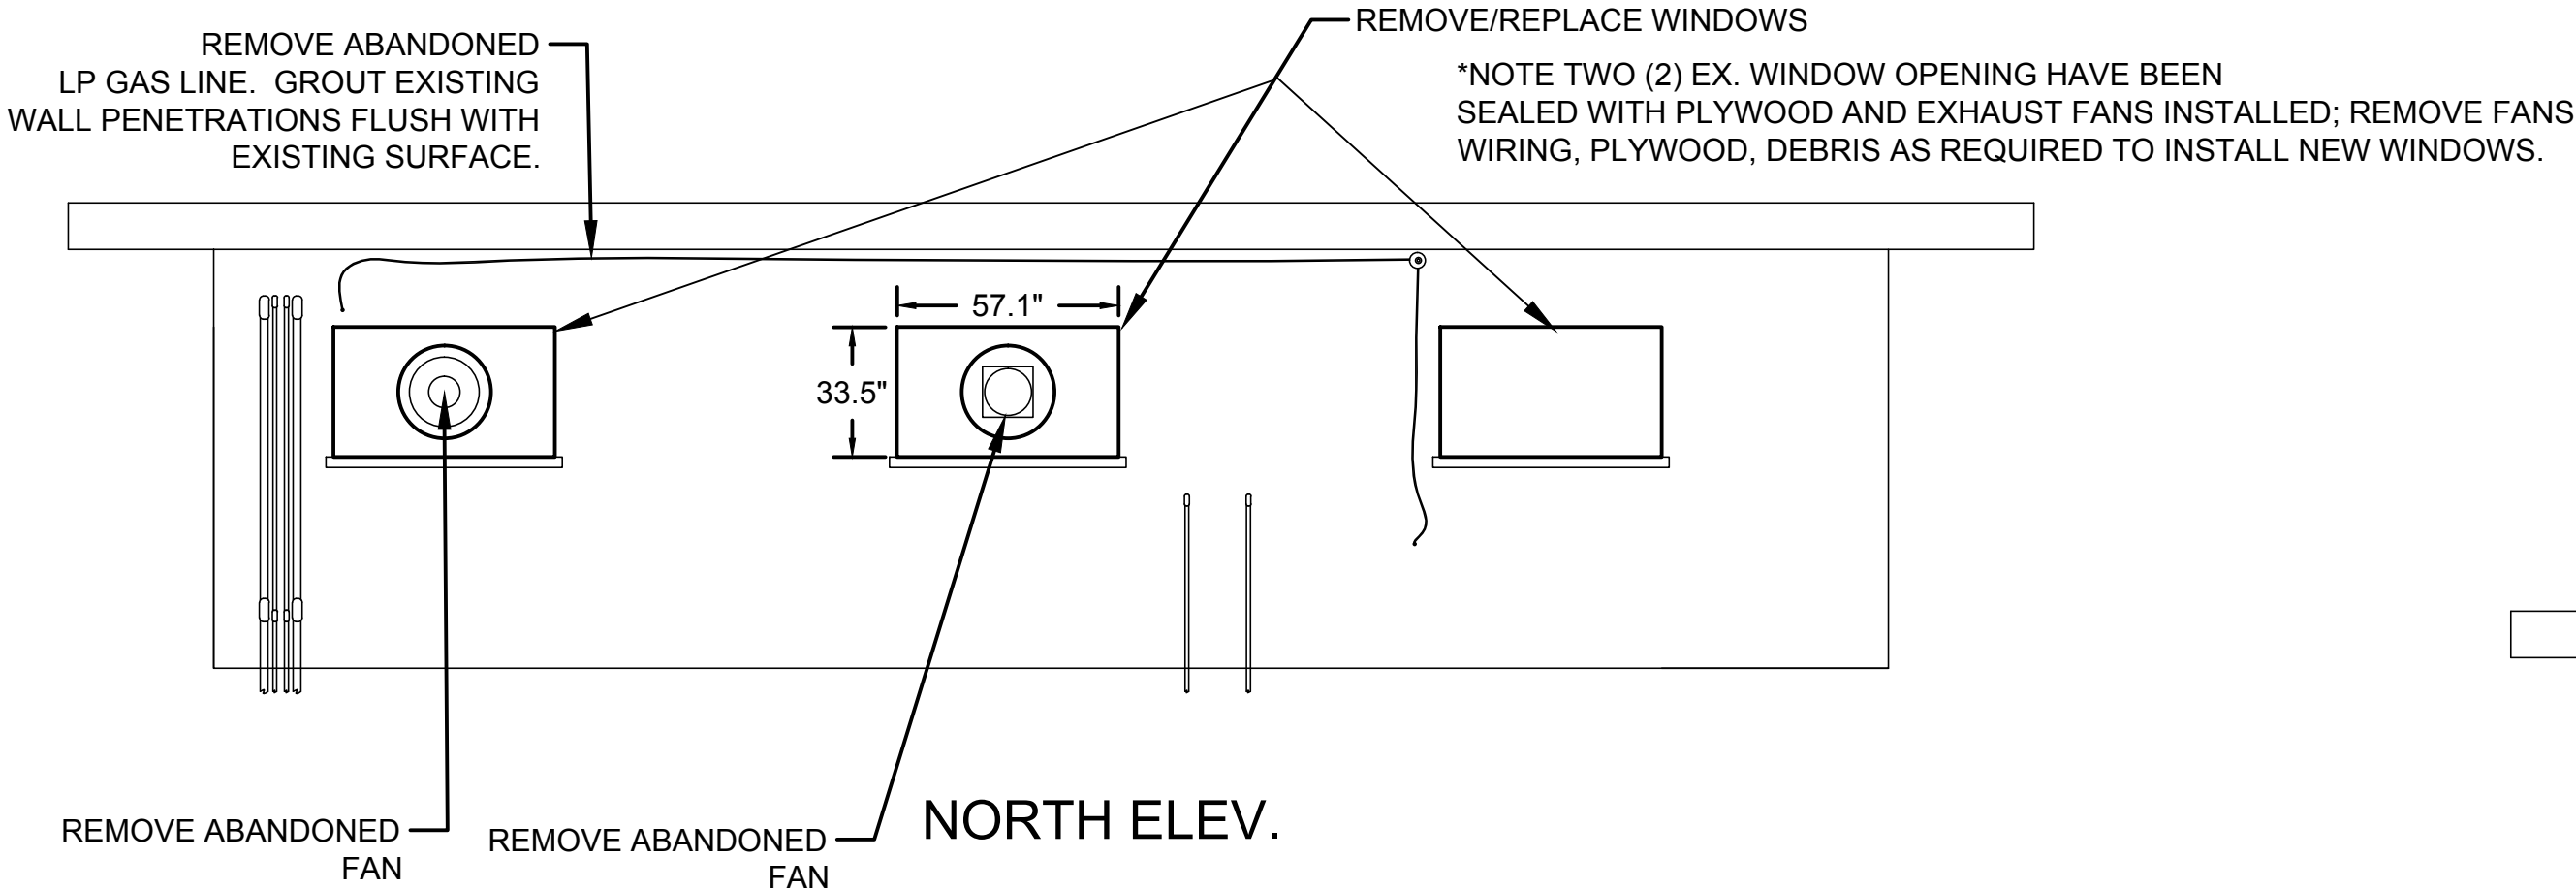 REMOVE ABANDONED
LP GAS LINE.  GROUT EXISTING
WALL PENETRATIONS FLUSH WITH
EXISTING SURFACE.
REMOVE/REPLACE WINDOWS
*NOTE TWO (2) EX. WINDOW OPENING HAVE BEEN
SEALED WITH PLYWOOD AND EXHAUST FANS INSTALLED; REMOVE FANS
WIRING, PLYWOOD, DEBRIS AS REQUIRED TO INSTALL NEW WINDOWS.
57.1"
33.5"
REMOVE ABANDONED
FAN
REMOVE ABANDONED
FAN
NORTH ELEV.